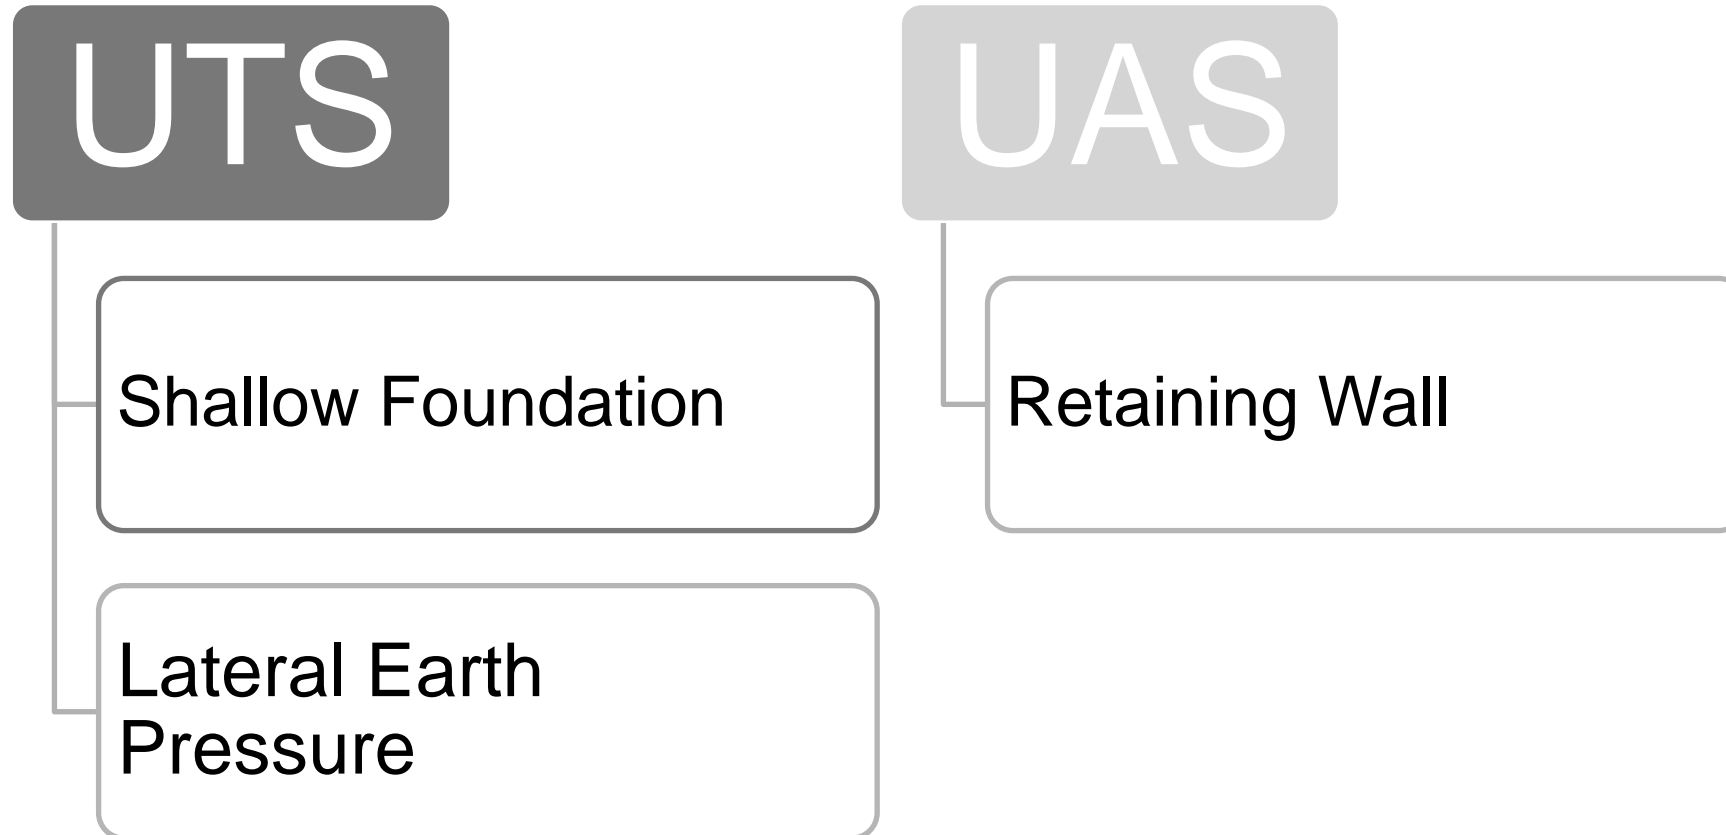 UTS
Shallow Foundation
Lateral Earth
Pressure
UAS
Retaining Wall